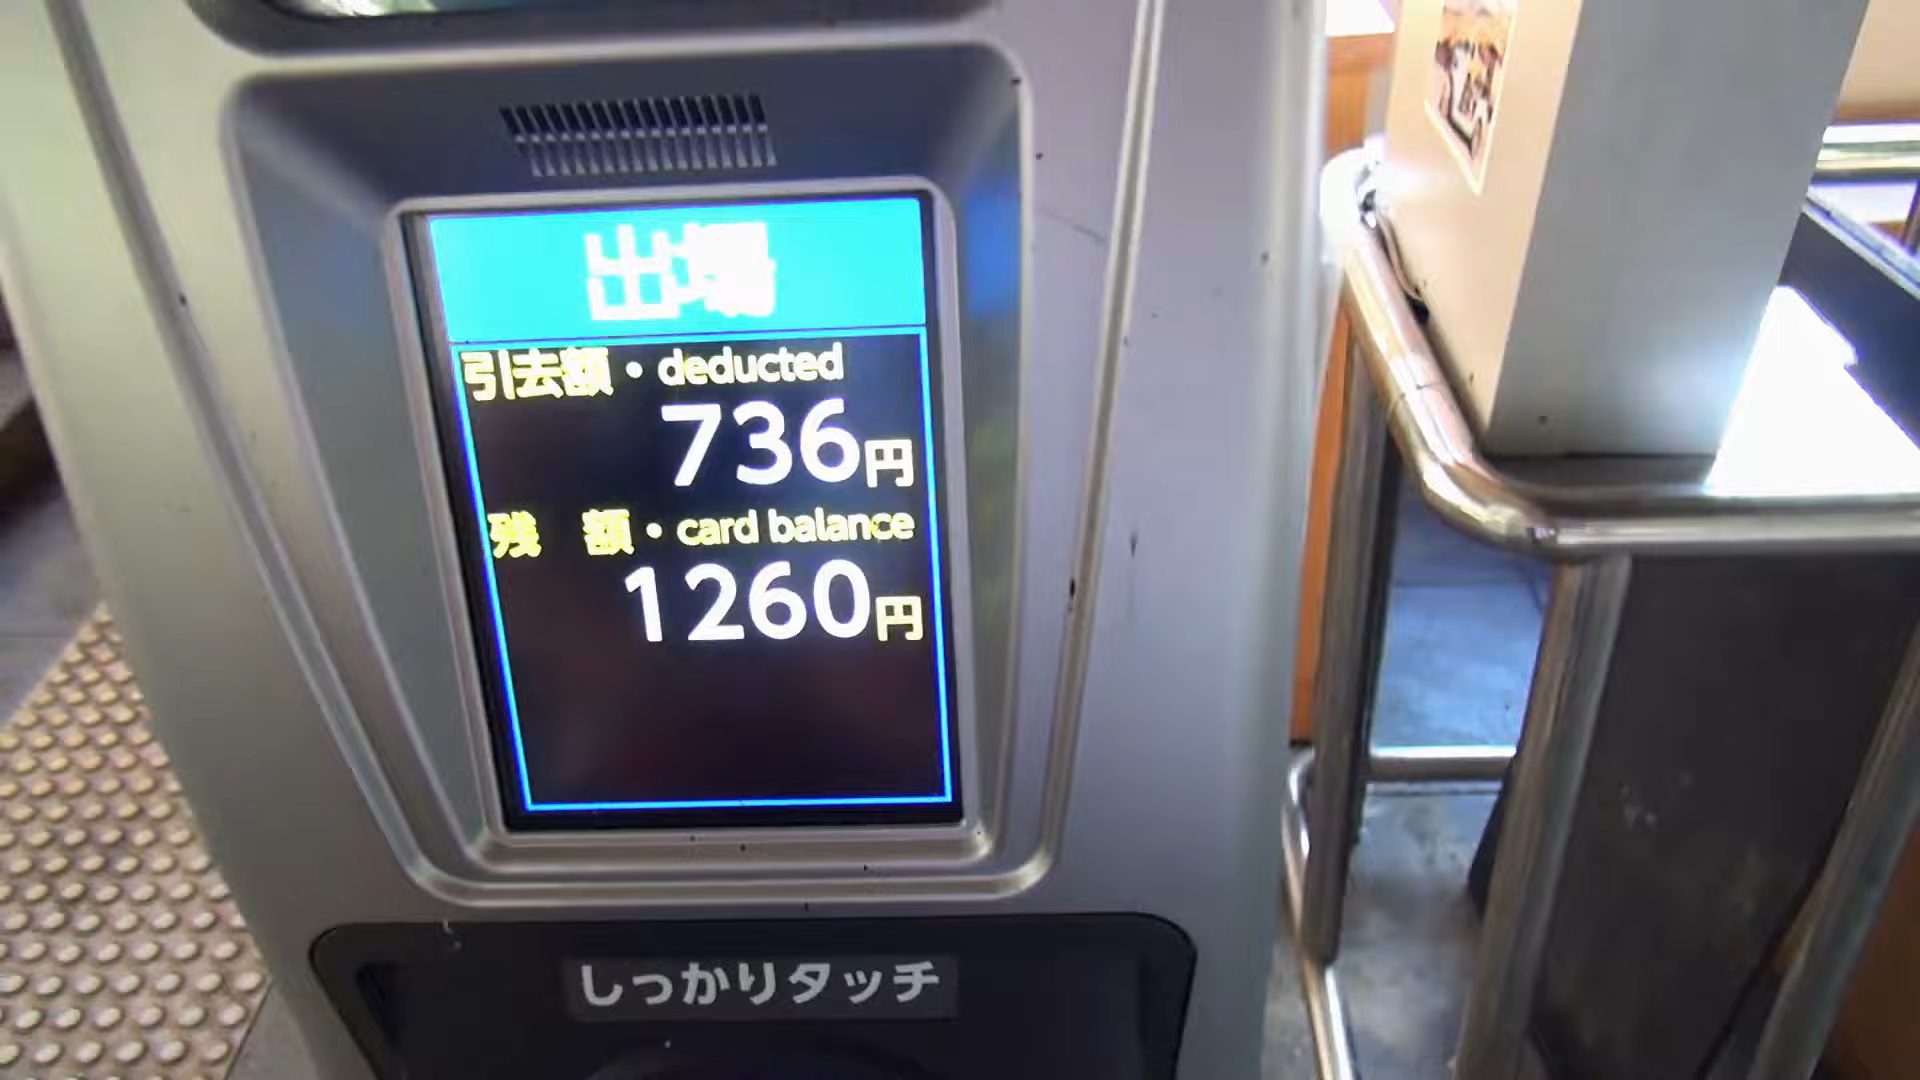 出場
引去額・deducted
736円
残　額・card balance
1260円
しっかりタッチ